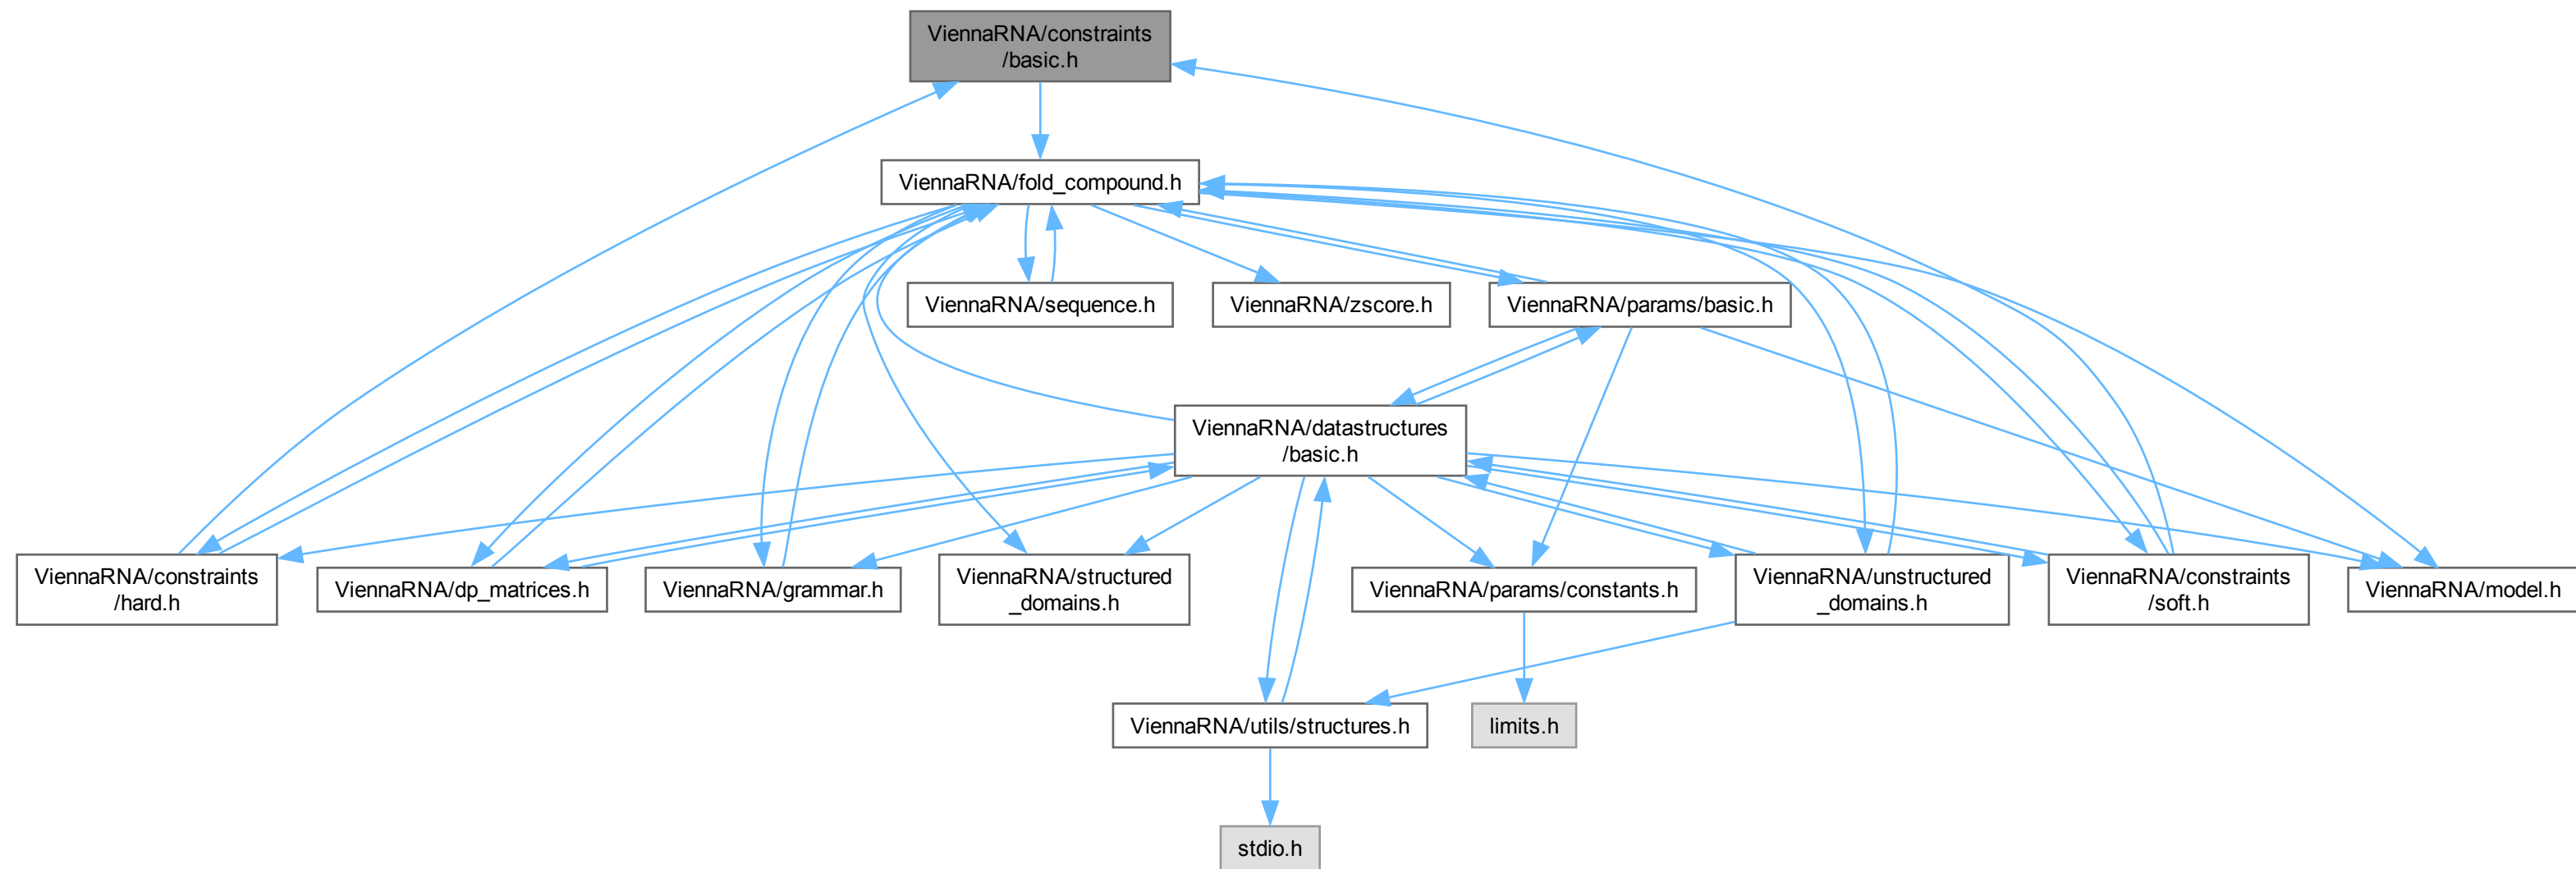 ViennaRNA/constraints
/basic.h
ViennaRNA/fold_compound.h
ViennaRNA/sequence.h
ViennaRNA/zscore.h
ViennaRNA/params/basic.h
ViennaRNA/datastructures
/basic.h
ViennaRNA/constraints
/hard.h
ViennaRNA/dp_matrices.h
ViennaRNA/grammar.h
ViennaRNA/structured
_domains.h
ViennaRNA/params/constants.h
ViennaRNA/unstructured
_domains.h
ViennaRNA/constraints
/soft.h
ViennaRNA/model.h
ViennaRNA/utils/structures.h
limits.h
stdio.h